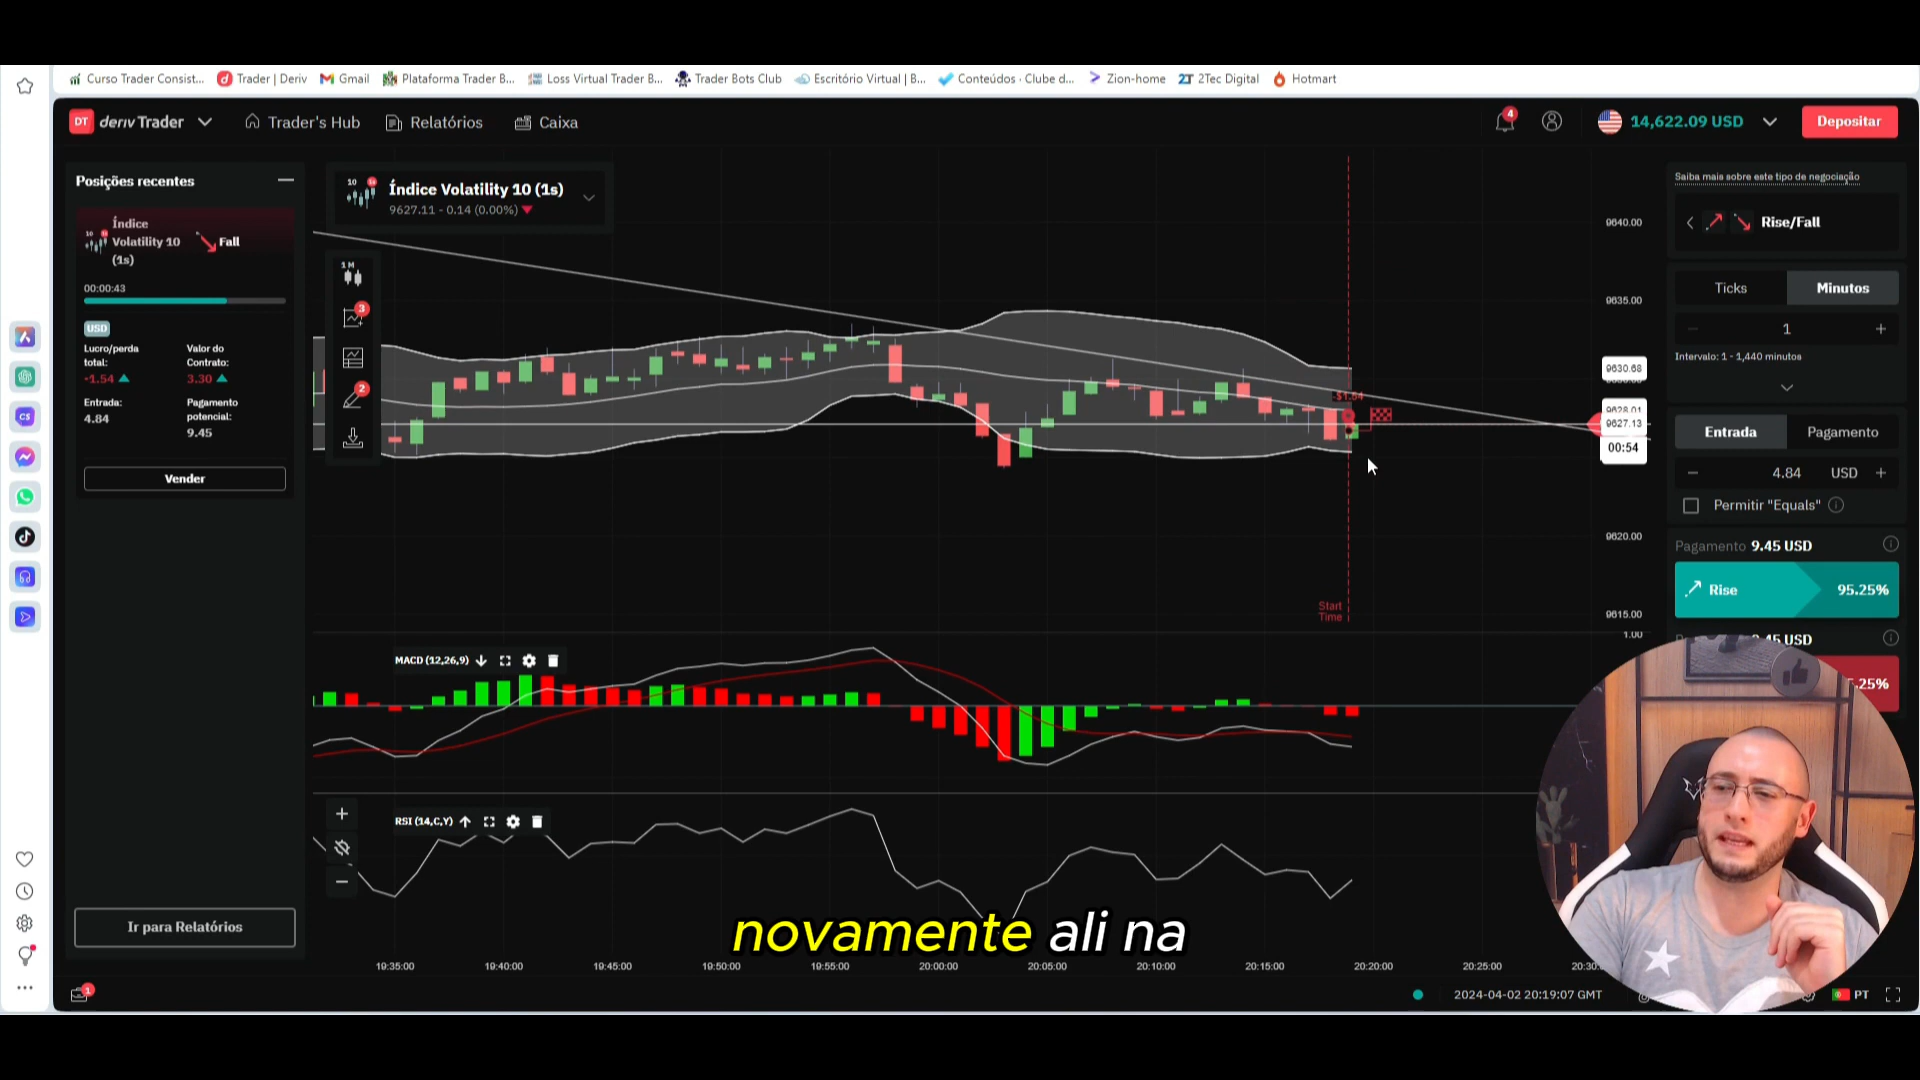 Curso Trader Consist...
Trader | Deriv
Gmail
Plataforma Trader B...
Loss Virtual Trader B...
Trader Bots Club
Escritório Virtual | B...
Conteúdos · Clube d...
Zion-home
2Tec Digital
Hotmart
DT deriv Trader
Trader's Hub
Relatórios
Caixa
4
14,622.09 USD
Depositar
Posições recentes
Índice
Volatility 10
(1s)
Fall
00:00:43
USD
Lucro/perda
total:
-1.54
Valor do
Contrato:
3.30
Entrada:
4.84
Pagamento
potencial:
9.45
Vender
Ir para Relatórios
1
10
Índice Volatility 10 (1s)
9627.11 - 0.14 (0.00%)
1M
3
2
9640.00
9635.00
9630.68
9628.01
9627.13
00:54
9620.00
9615.00
1.00
-$1.54
Start
Time
MACD (12,26,9)
RSI (14,C,Y)
19:35:00
19:40:00
19:45:00
19:50:00
19:55:00
20:00:00
20:05:00
20:10:00
20:15:00
20:20:00
20:25:00
2024-04-02 20:19:07 GMT
PT
Saiba mais sobre este tipo de negociação
Rise/Fall
Ticks
Minutos
1
Intervalo: 1 - 1,440 minutos
Entrada
Pagamento
4.84
USD
Permitir "Equals"
Pagamento 9.45 USD
Rise
95.25%
USD
novamente ali na